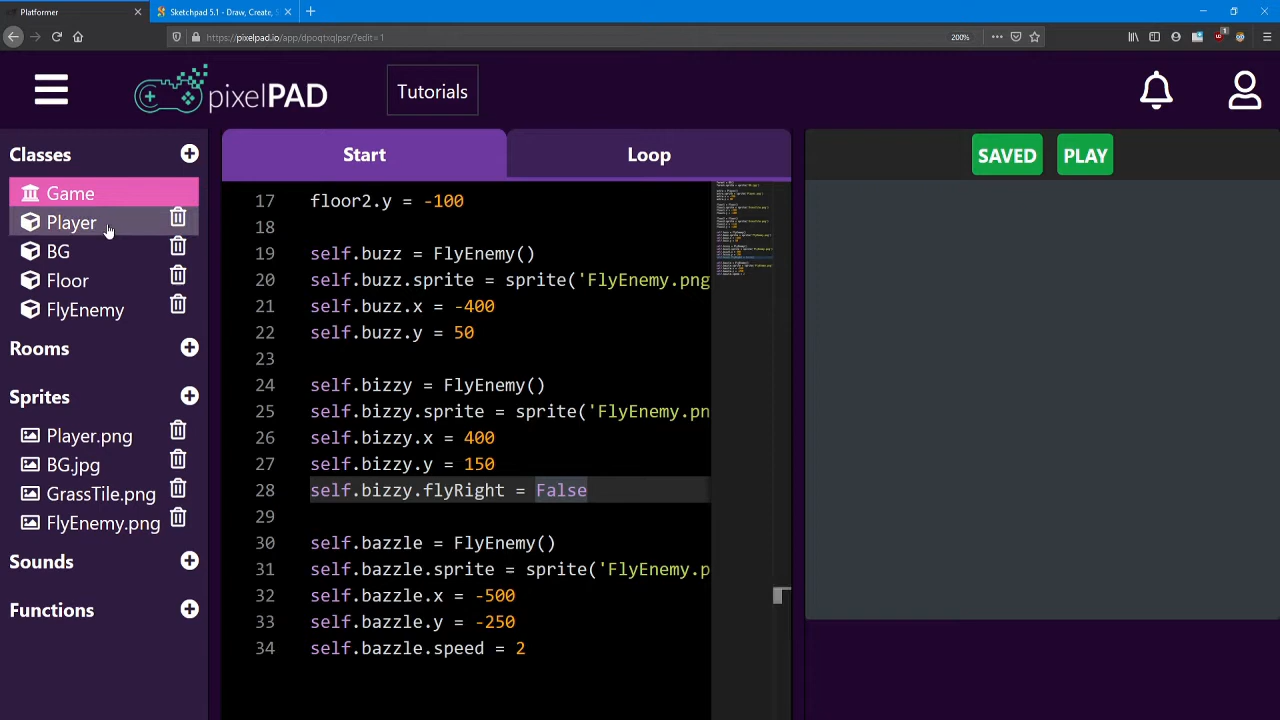 Platformer
Sketchpad 5.1 - Draw, Create, S
https://pixelpad.io/app/dpoqtxqlpsr/?edit=1
200%
pixelPAD
Tutorials
Classes
Game
Player
BG
Floor
FlyEnemy
Rooms
Sprites
Player.png
BG.jpg
GrassTile.png
FlyEnemy.png
Sounds
Functions
Start
Loop
17 floor2.y = -100
18
19 self.buzz = FlyEnemy()
20 self.buzz.sprite = sprite('FlyEnemy.png
21 self.buzz.x = -400
22 self.buzz.y = 50
23
24 self.bizzy = FlyEnemy()
25 self.bizzy.sprite = sprite('FlyEnemy.pn
26 self.bizzy.x = 400
27 self.bizzy.y = 150
28 self.bizzy.flyRight = False
29
30 self.bazzle = FlyEnemy()
31 self.bazzle.sprite = sprite('FlyEnemy.p
32 self.bazzle.x = -500
33 self.bazzle.y = -250
34 self.bazzle.speed = 2
SAVED
PLAY